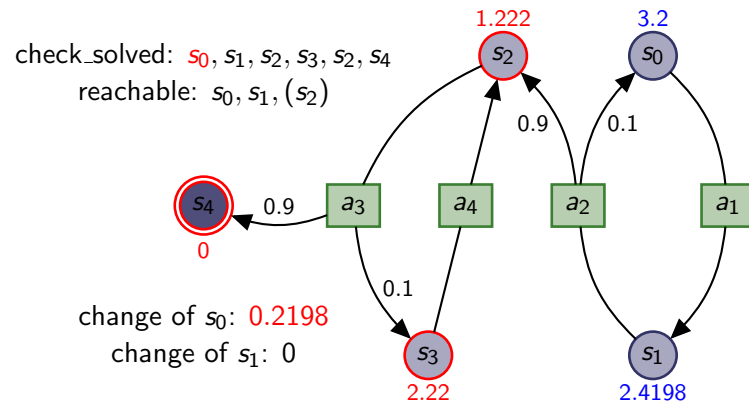 1.222
3.2
check_solved: s₀, s₁, s₂, s₃, s₂, s₄
reachable: s₀, s₁, (s₂)
s₂
s₀
0.9
0.1
s₄
0.9
a₃
a₄
a₂
a₁
0
0.1
change of s₀: 0.2198
change of s₁: 0
s₃
s₁
2.22
2.4198